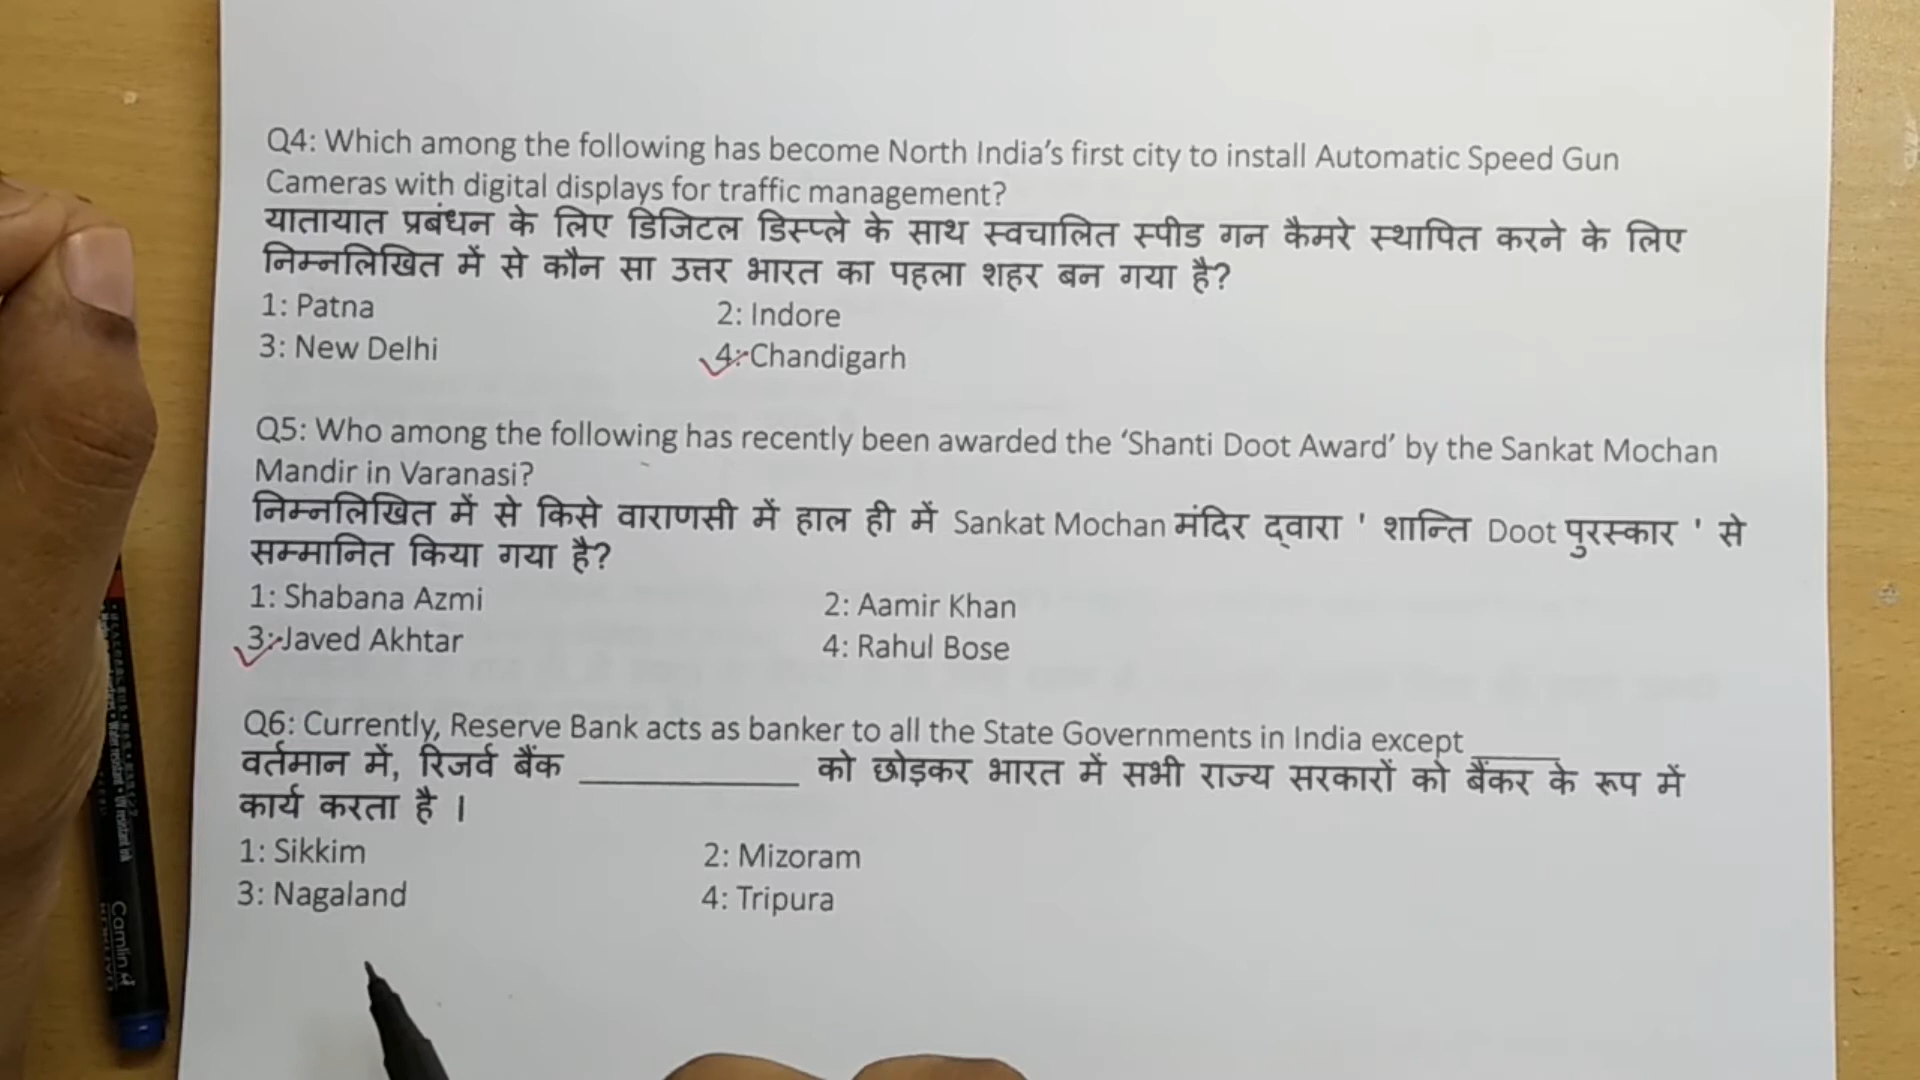 Q4: Which among the following has become North India's first city to install Automatic Speed Gun
Cameras with digital displays for traffic management?
यातायात प्रबंधन के लिए डिजिटल डिस्प्ले के साथ स्वचालित स्पीड गन कैमरे स्थापित करने के लिए
निम्नलिखित में से कौन सा उत्तर भारत का पहला शहर बन गया है?
1: Patna 2: Indore
3: New Delhi 4: Chandigarh
Q5: Who among the following has recently been awarded the ‘Shanti Doot Award’ by the Sankat Mochan
Mandir in Varanasi?
निम्नलिखित में से किसे वाराणसी में हाल ही में Sankat Mochan मंदिर द्वारा ' शान्ति Doot पुरस्कार ' से
सम्मानित किया गया है?
1: Shabana Azmi 2: Aamir Khan
3: Javed Akhtar 4: Rahul Bose
Q6: Currently, Reserve Bank acts as banker to all the State Governments in India except ______
वर्तमान में, रिजर्व बैंक ______________ को छोड़कर भारत में सभी राज्य सरकारों को बैंकर के रूप में
कार्य करता है ।
1: Sikkim 2: Mizoram
3: Nagaland 4: Tripura
Camlin